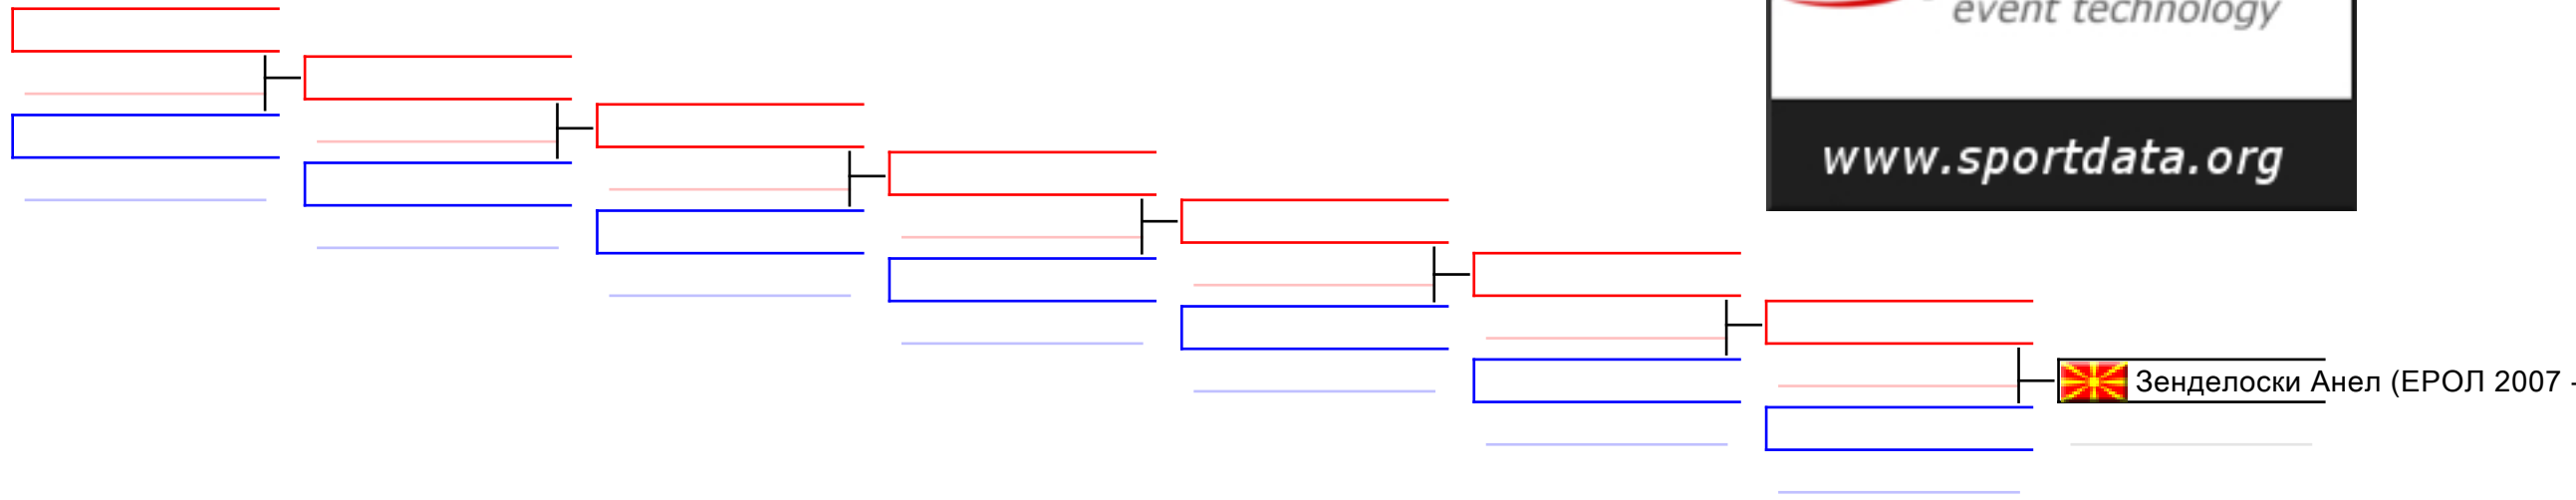 event technology
www.sportdata.org
Зенделоски Анел (ЕРОЛ 2007 -